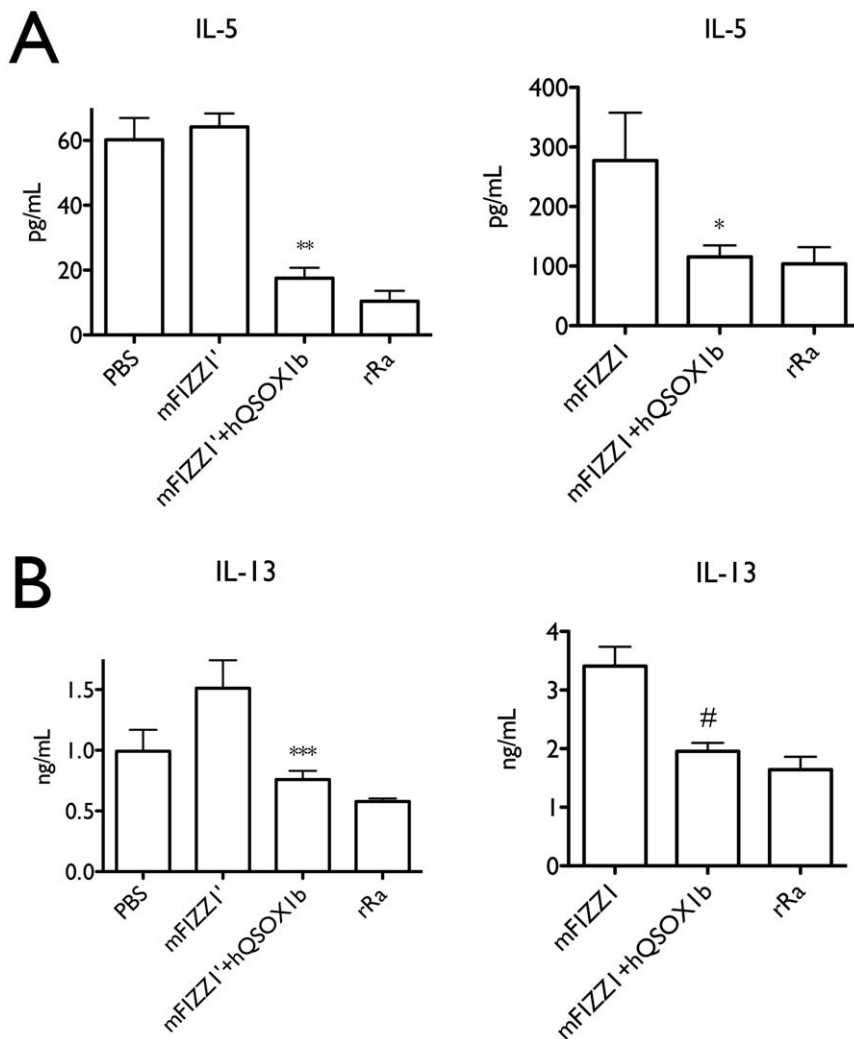 A
IL-5
pg/mL
60
40
20
0
**
PBS
mFIZZ1'
mFIZZ1'+hQSOX1b
rRa
IL-5
pg/mL
400
300
200
100
0
*
mFIZZ1
mFIZZ1+hQSOX1b
rRa
B
IL-13
ng/mL
1.5
1.0
0.5
0.0
***
PBS
mFIZZ1'
mFIZZ1'+hQSOX1b
rRa
IL-13
ng/mL
4
3
2
1
0
#
mFIZZ1
mFIZZ1+hQSOX1b
rRa